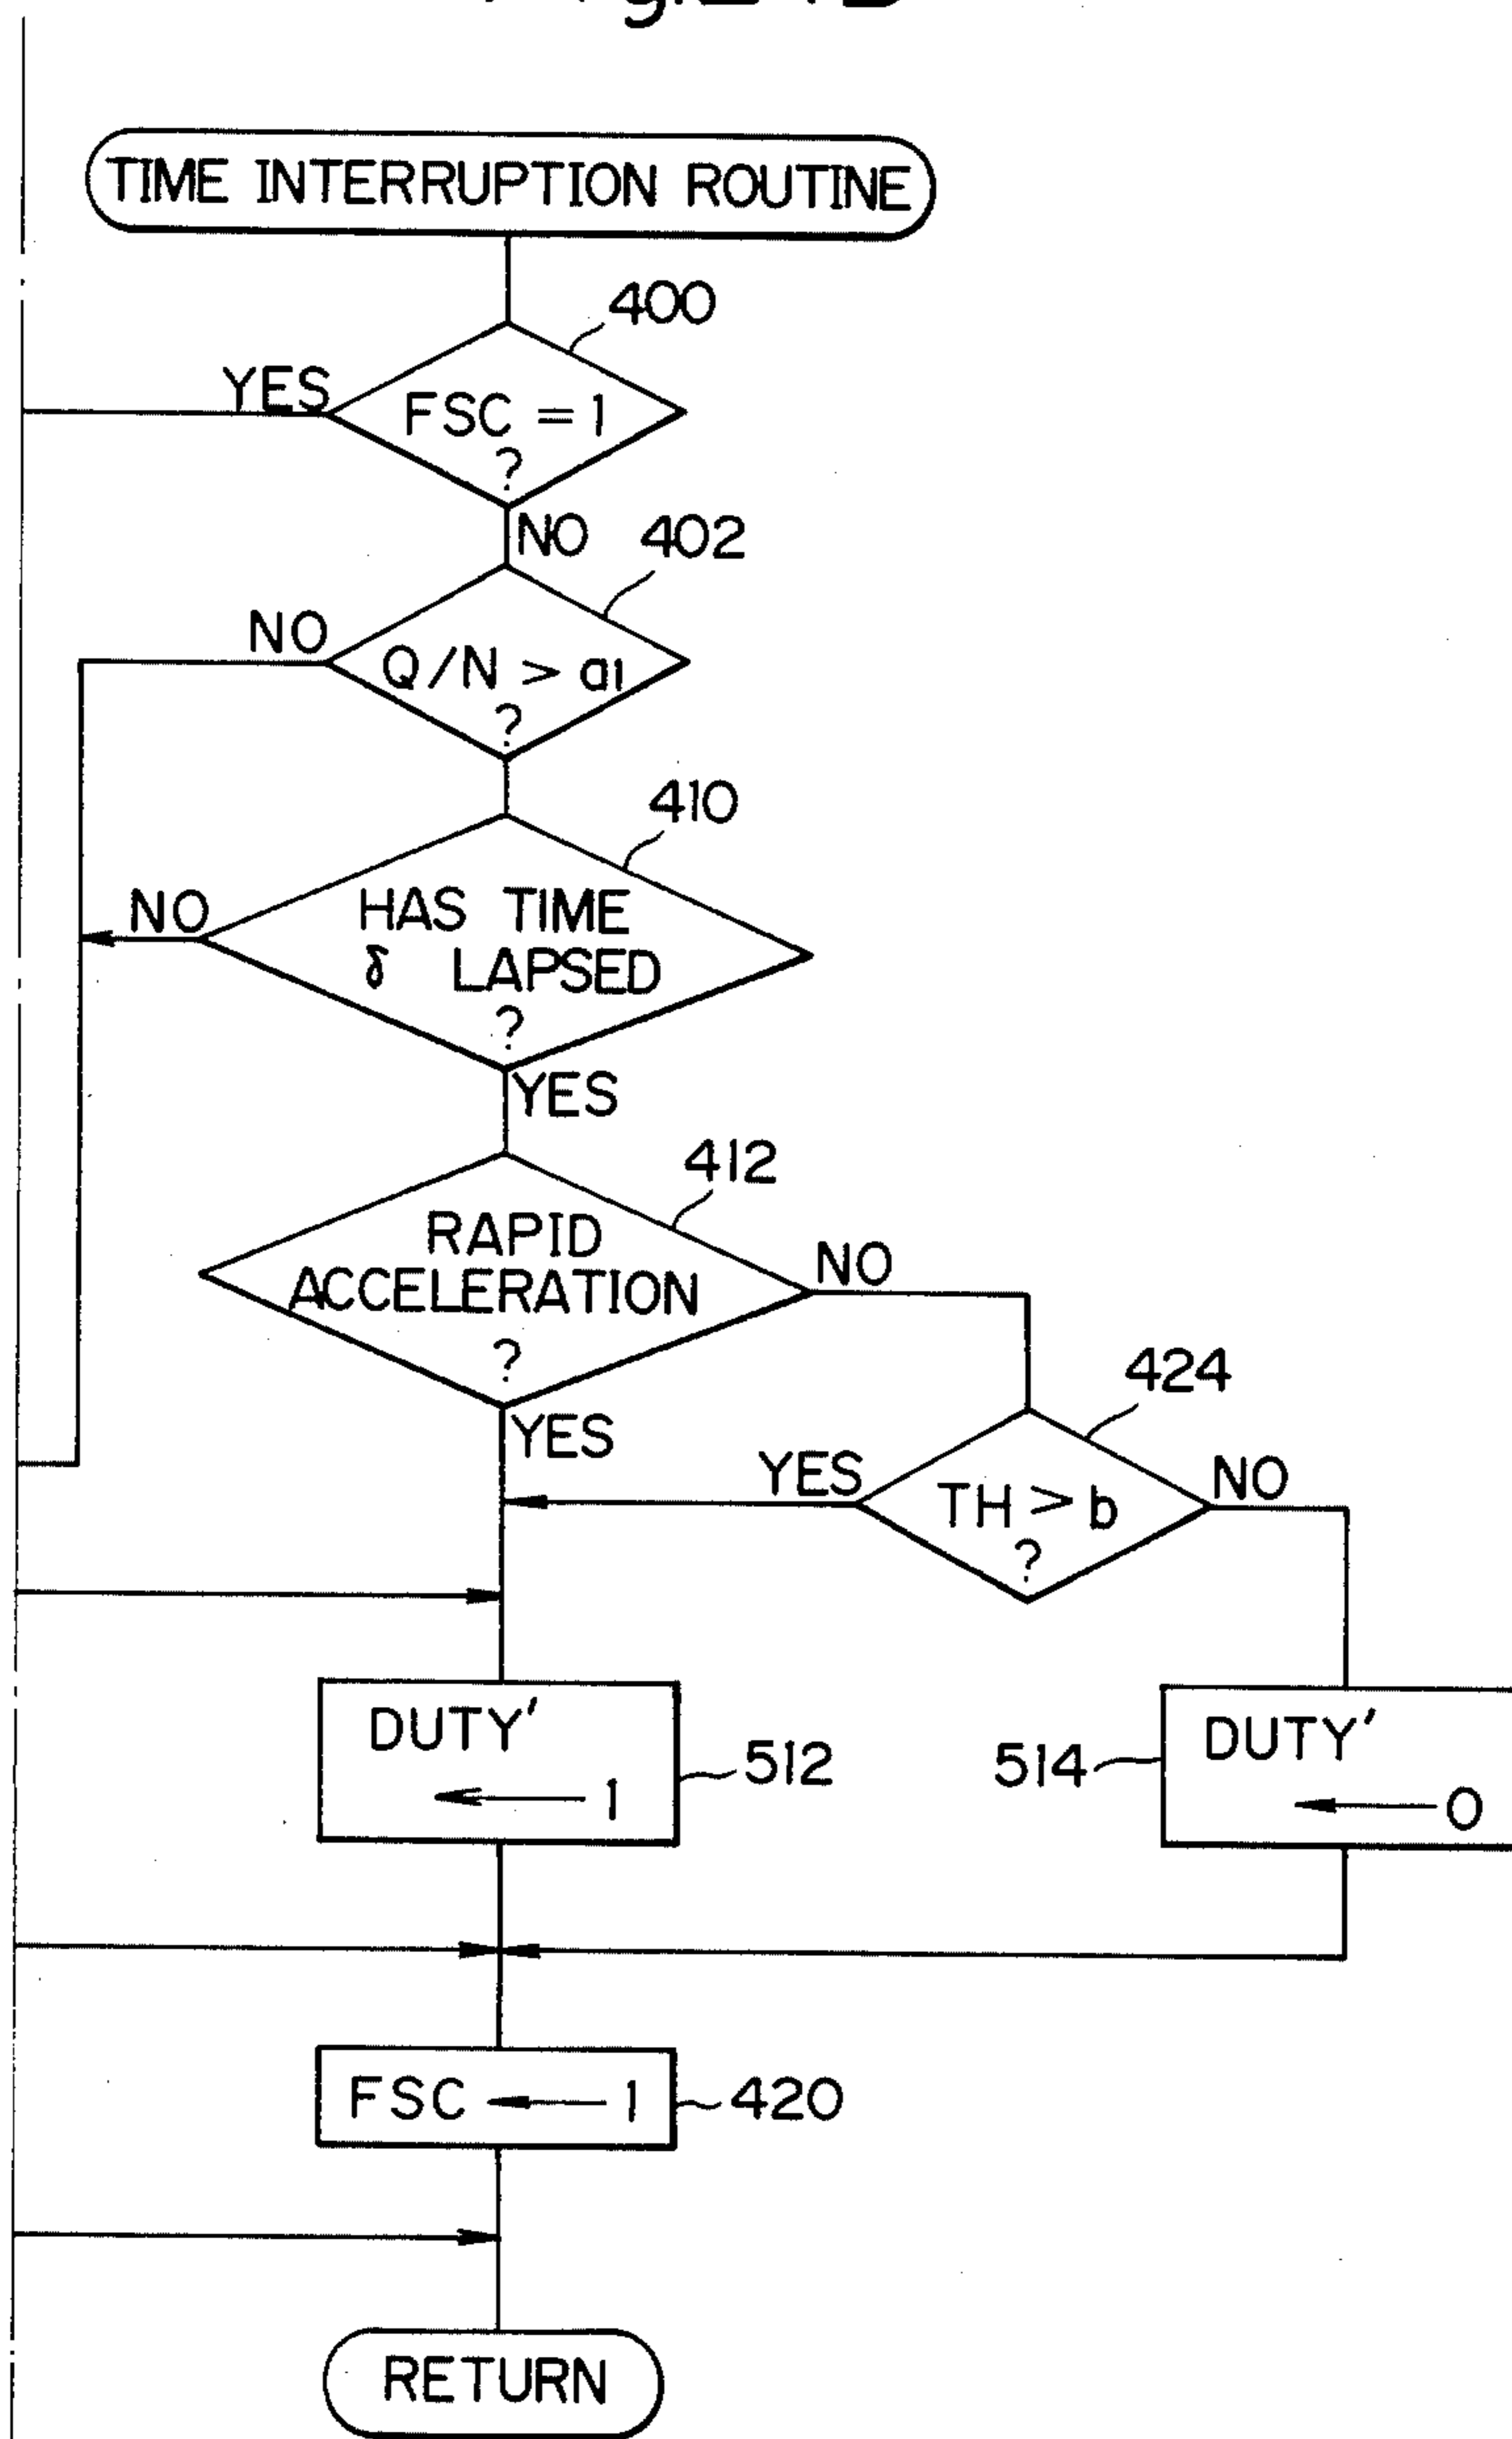 TIME INTERRUPTION ROUTINE
400
YES
FSC = 1
?
NO
402
NO
Q/N > a1
?
410
NO
HAS TIME
δ LAPSED
?
YES
412
RAPID
ACCELERATION
?
NO
YES
424
YES
TH > b
?
NO
DUTY'
← 1
512
514
DUTY'
← 0
FSC ← 1
420
RETURN